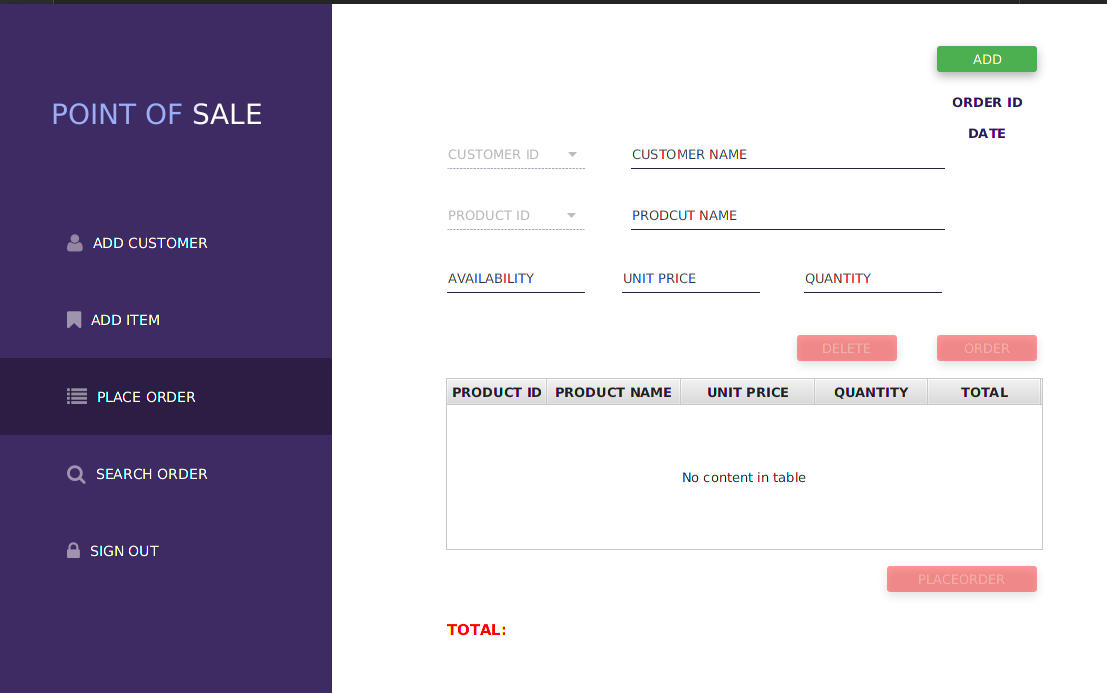 POINT OF SALE
ADD CUSTOMER
ADD ITEM
PLACE ORDER
SEARCH ORDER
SIGN OUT
ADD
ORDER ID
DATE
CUSTOMER ID CUSTOMER NAME
PRODUCT ID PRODCUT NAME
AVAILABILITY UNIT PRICE QUANTITY
DELETE ORDER
PRODUCT ID PRODUCT NAME UNIT PRICE QUANTITY TOTAL
No content in table
PLACEORDER
TOTAL: